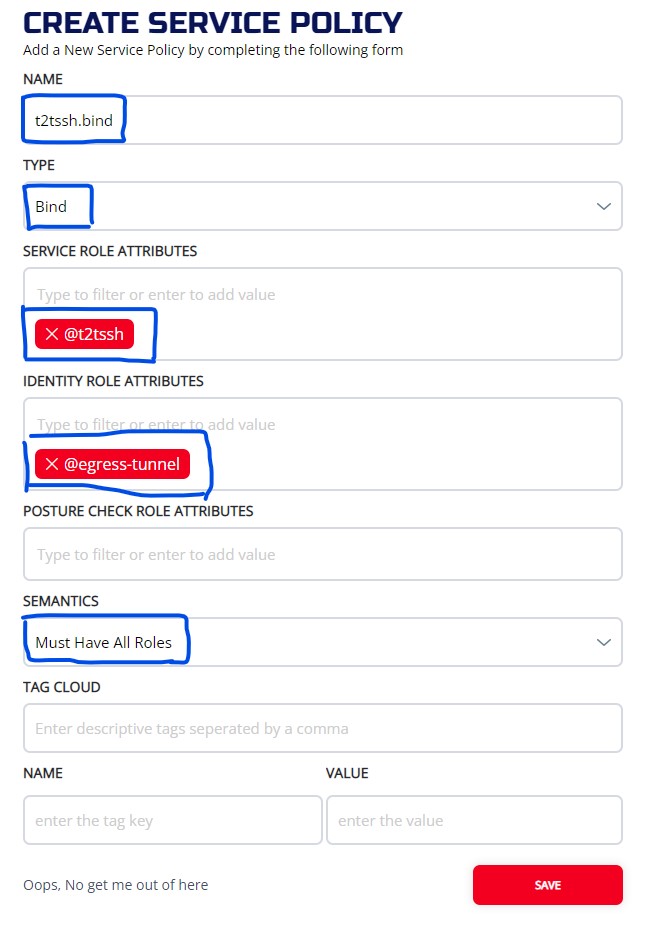 CREATE SERVICE POLICY
Add a New Service Policy by completing the following form
NAME
t2tssh.bind
TYPE
Bind
SERVICE ROLE ATTRIBUTES
Type to filter or enter to add value
@t2tssh
IDENTITY ROLE ATTRIBUTES
Type to filter or enter to add value
@egress-tunnel
POSTURE CHECK ROLE ATTRIBUTES
Type to filter or enter to add value
SEMANTICS
Must Have All Roles
TAG CLOUD
Enter descriptive tags seperated by a comma
NAME VALUE
enter the tag key enter the value
Oops, No get me out of here SAVE